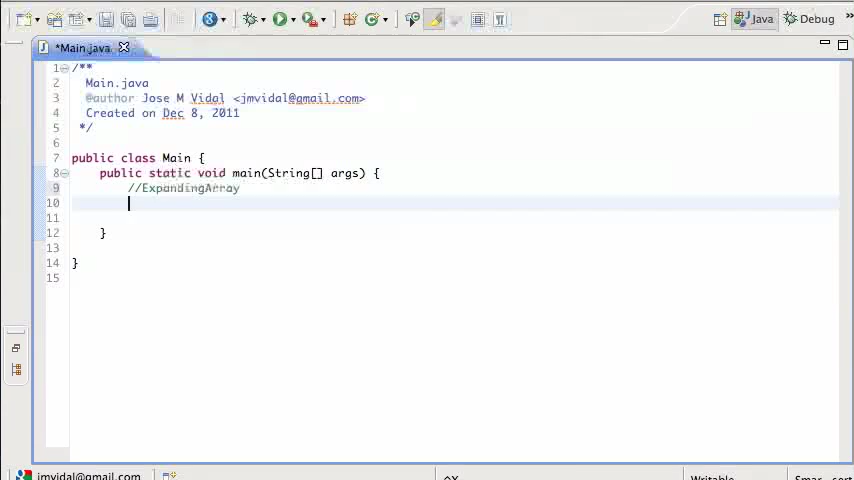 Java
Debug
»
*Main.java
1 /**
2 Main.java
3 @author Jose M Vidal <jmvidal@gmail.com>
4 Created on Dec 8, 2011
5 */
6
7 public class Main {
8 public static void main(String[] args) {
9 //ExpandingArray
10
11
12 }
13
14 }
15
jmvidal@gmail.com
^X
Writable
Smar